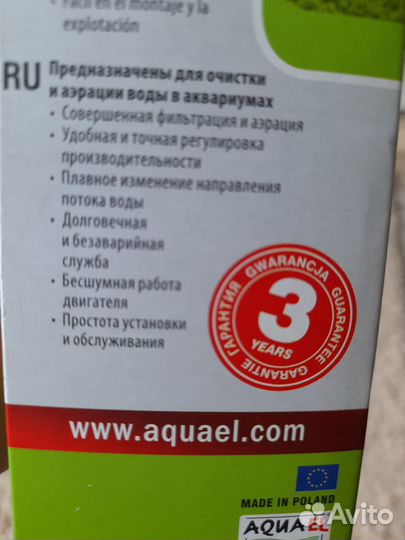 • Fácil en el montaje y la
explotación
RU Предназначены для очистки
и аэрации воды в аквариумах
• Совершенная фильтрация и аэрация
• Удобная и точная регулировка
производительности
• Плавное изменение направления
потока воды
• Долговечная
и безаварийная
служба
• Бесшумная работа
двигателя
• Простота установки
и обслуживания
ГАРАНТИЯ GWARANCJA GUARANTEE GARANTIE
3
YEARS
www.aquael.com
MADE IN POLAND
AQUAEL
Avito